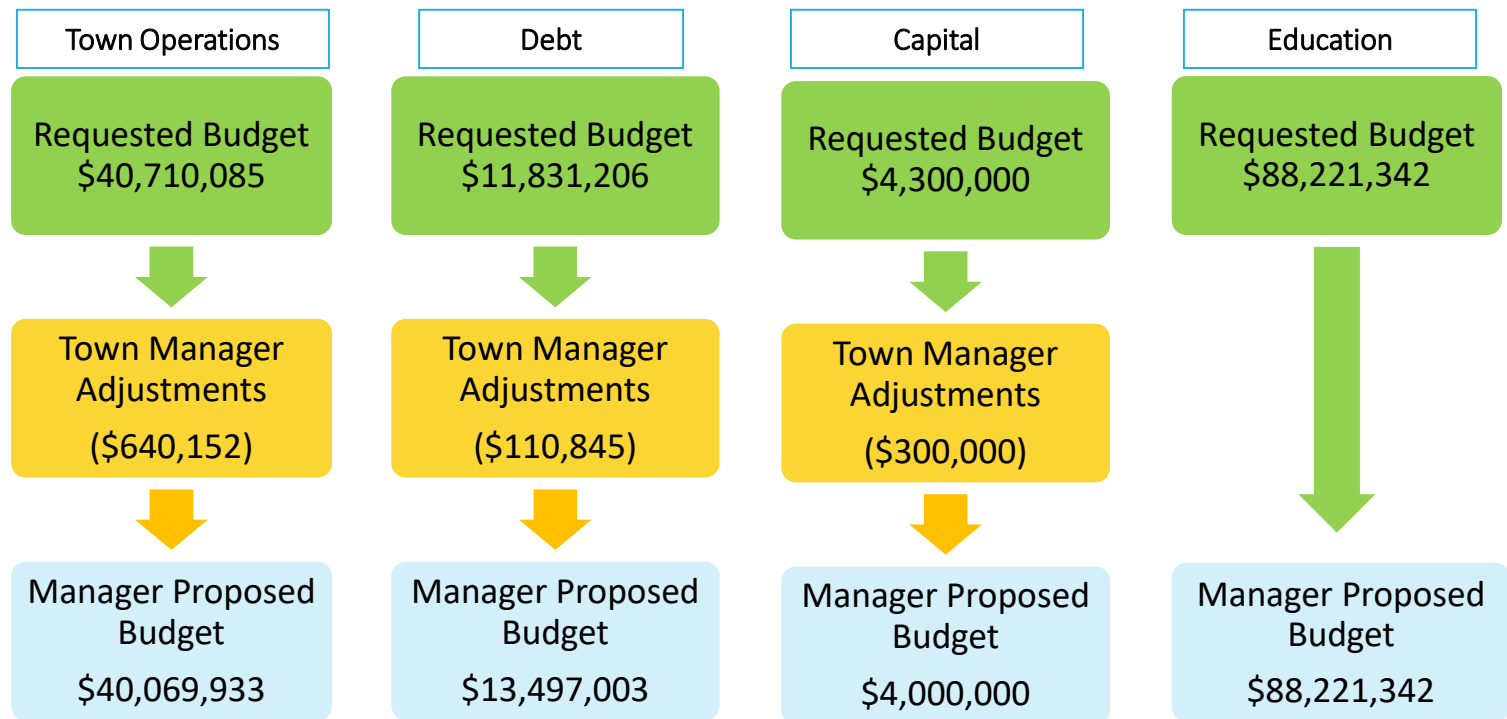 Town Operations
Requested Budget
$40,710,085
Town Manager
Adjustments
($640,152)
Manager Proposed
Budget
$40,069,933
Debt
Requested Budget
$11,831,206
Town Manager
Adjustments
($110,845)
Manager Proposed
Budget
$13,497,003
Capital
Requested Budget
$4,300,000
Town Manager
Adjustments
($300,000)
Manager Proposed
Budget
$4,000,000
Education
Requested Budget
$88,221,342
Manager Proposed
Budget
$88,221,342